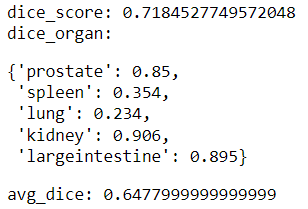 dice_score: 0.7184527749572048
dice_organ:
{'prostate': 0.85,
'spleen': 0.354,
'lung': 0.234,
'kidney': 0.906,
'largeintestine': 0.895}
avg_dice: 0.6477999999999999